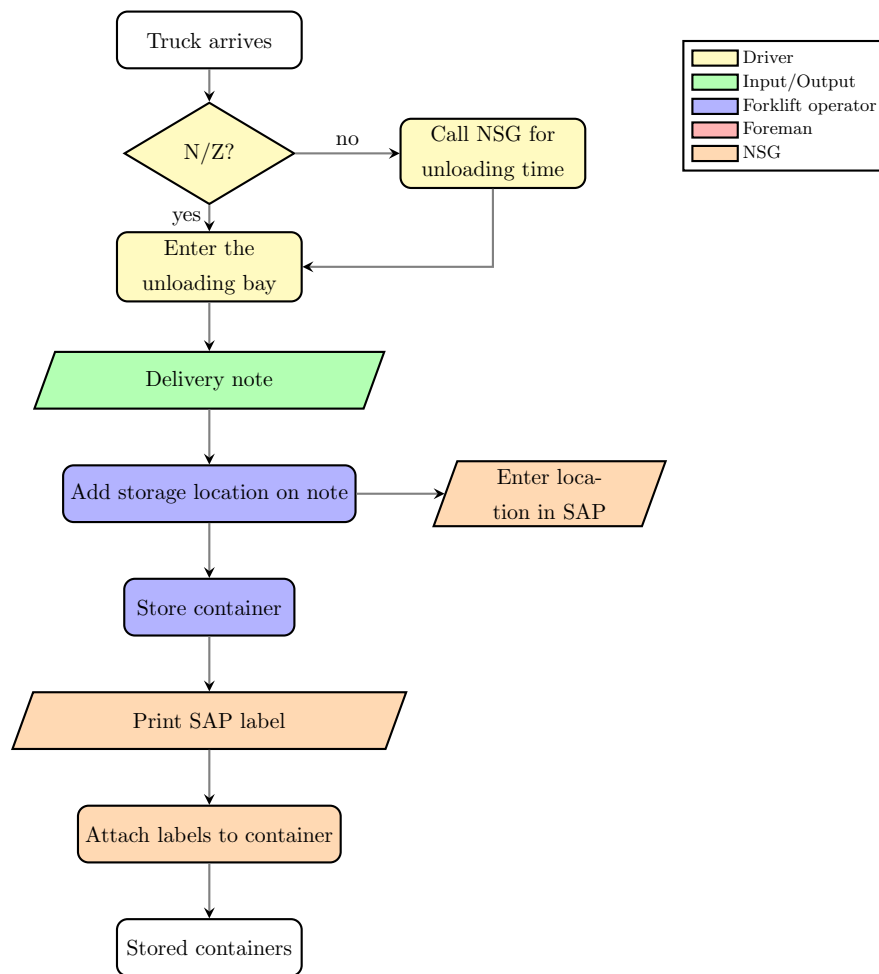 Truck arrives
N/Z?
no
Call NSG for
unloading time
yes
Enter the
unloading bay
Delivery note
Add storage location on note
Enter loca-
tion in SAP
Store container
Print SAP label
Attach labels to container
Stored containers
Driver
Input/Output
Forklift operator
Foreman
NSG